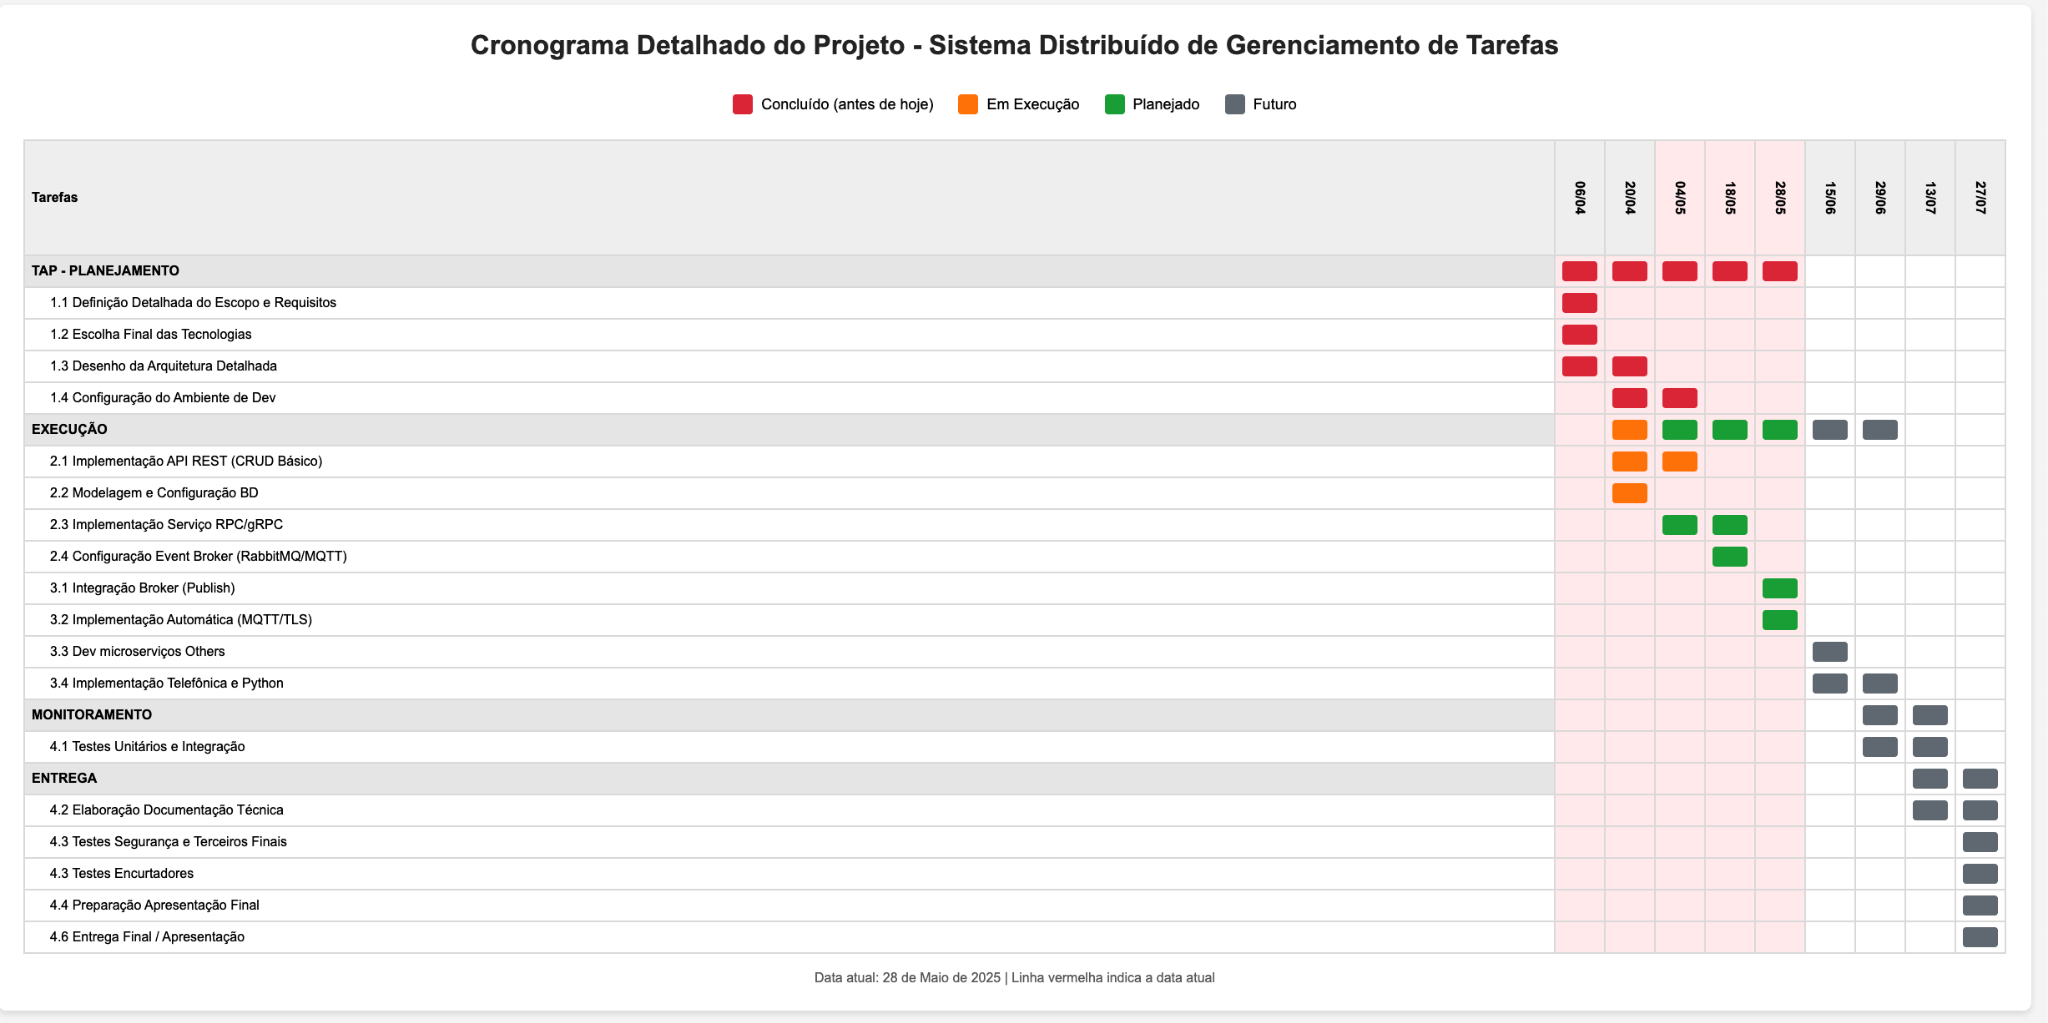 Cronograma Detalhado do Projeto - Sistema Distribuído de Gerenciamento de Tarefas
Concluído (antes de hoje) Em Execução Planejado Futuro
Tarefas 06/04 20/04 04/05 18/05 28/05 15/06 29/06 13/07 27/07
TAP - PLANEJAMENTO
1.1 Definição Detalhada do Escopo e Requisitos
1.2 Escolha Final das Tecnologias
1.3 Desenho da Arquitetura Detalhada
1.4 Configuração do Ambiente de Dev
EXECUÇÃO
2.1 Implementação API REST (CRUD Básico)
2.2 Modelagem e Configuração BD
2.3 Implementação Serviço RPC/gRPC
2.4 Configuração Event Broker (RabbitMQ/MQTT)
3.1 Integração Broker (Publish)
3.2 Implementação Automática (MQTT/TLS)
3.3 Dev microserviços Others
3.4 Implementação Telefônica e Python
MONITORAMENTO
4.1 Testes Unitários e Integração
ENTREGA
4.2 Elaboração Documentação Técnica
4.3 Testes Segurança e Terceiros Finais
4.3 Testes Encurtadores
4.4 Preparação Apresentação Final
4.6 Entrega Final / Apresentação
Data atual: 28 de Maio de 2025 | Linha vermelha indica a data atual